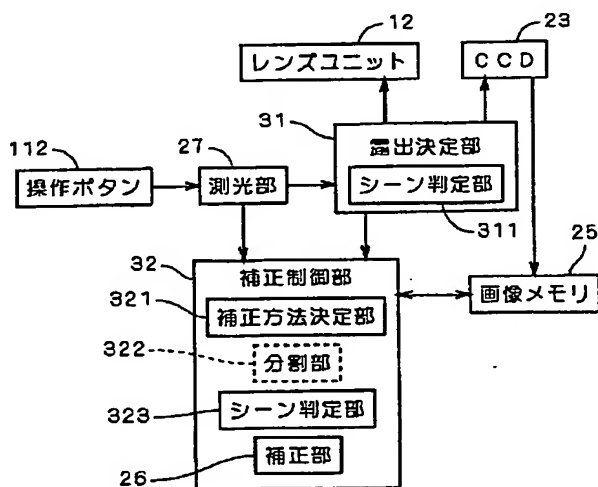 12
23
レンズユニット
CCD
31
露出決定部
112
27
操作ボタン
測光部
シーン判定部
311
25
32
補正制御部
画像メモリ
321
補正方法決定部
322
分割部
323
シーン判定部
26
補正部